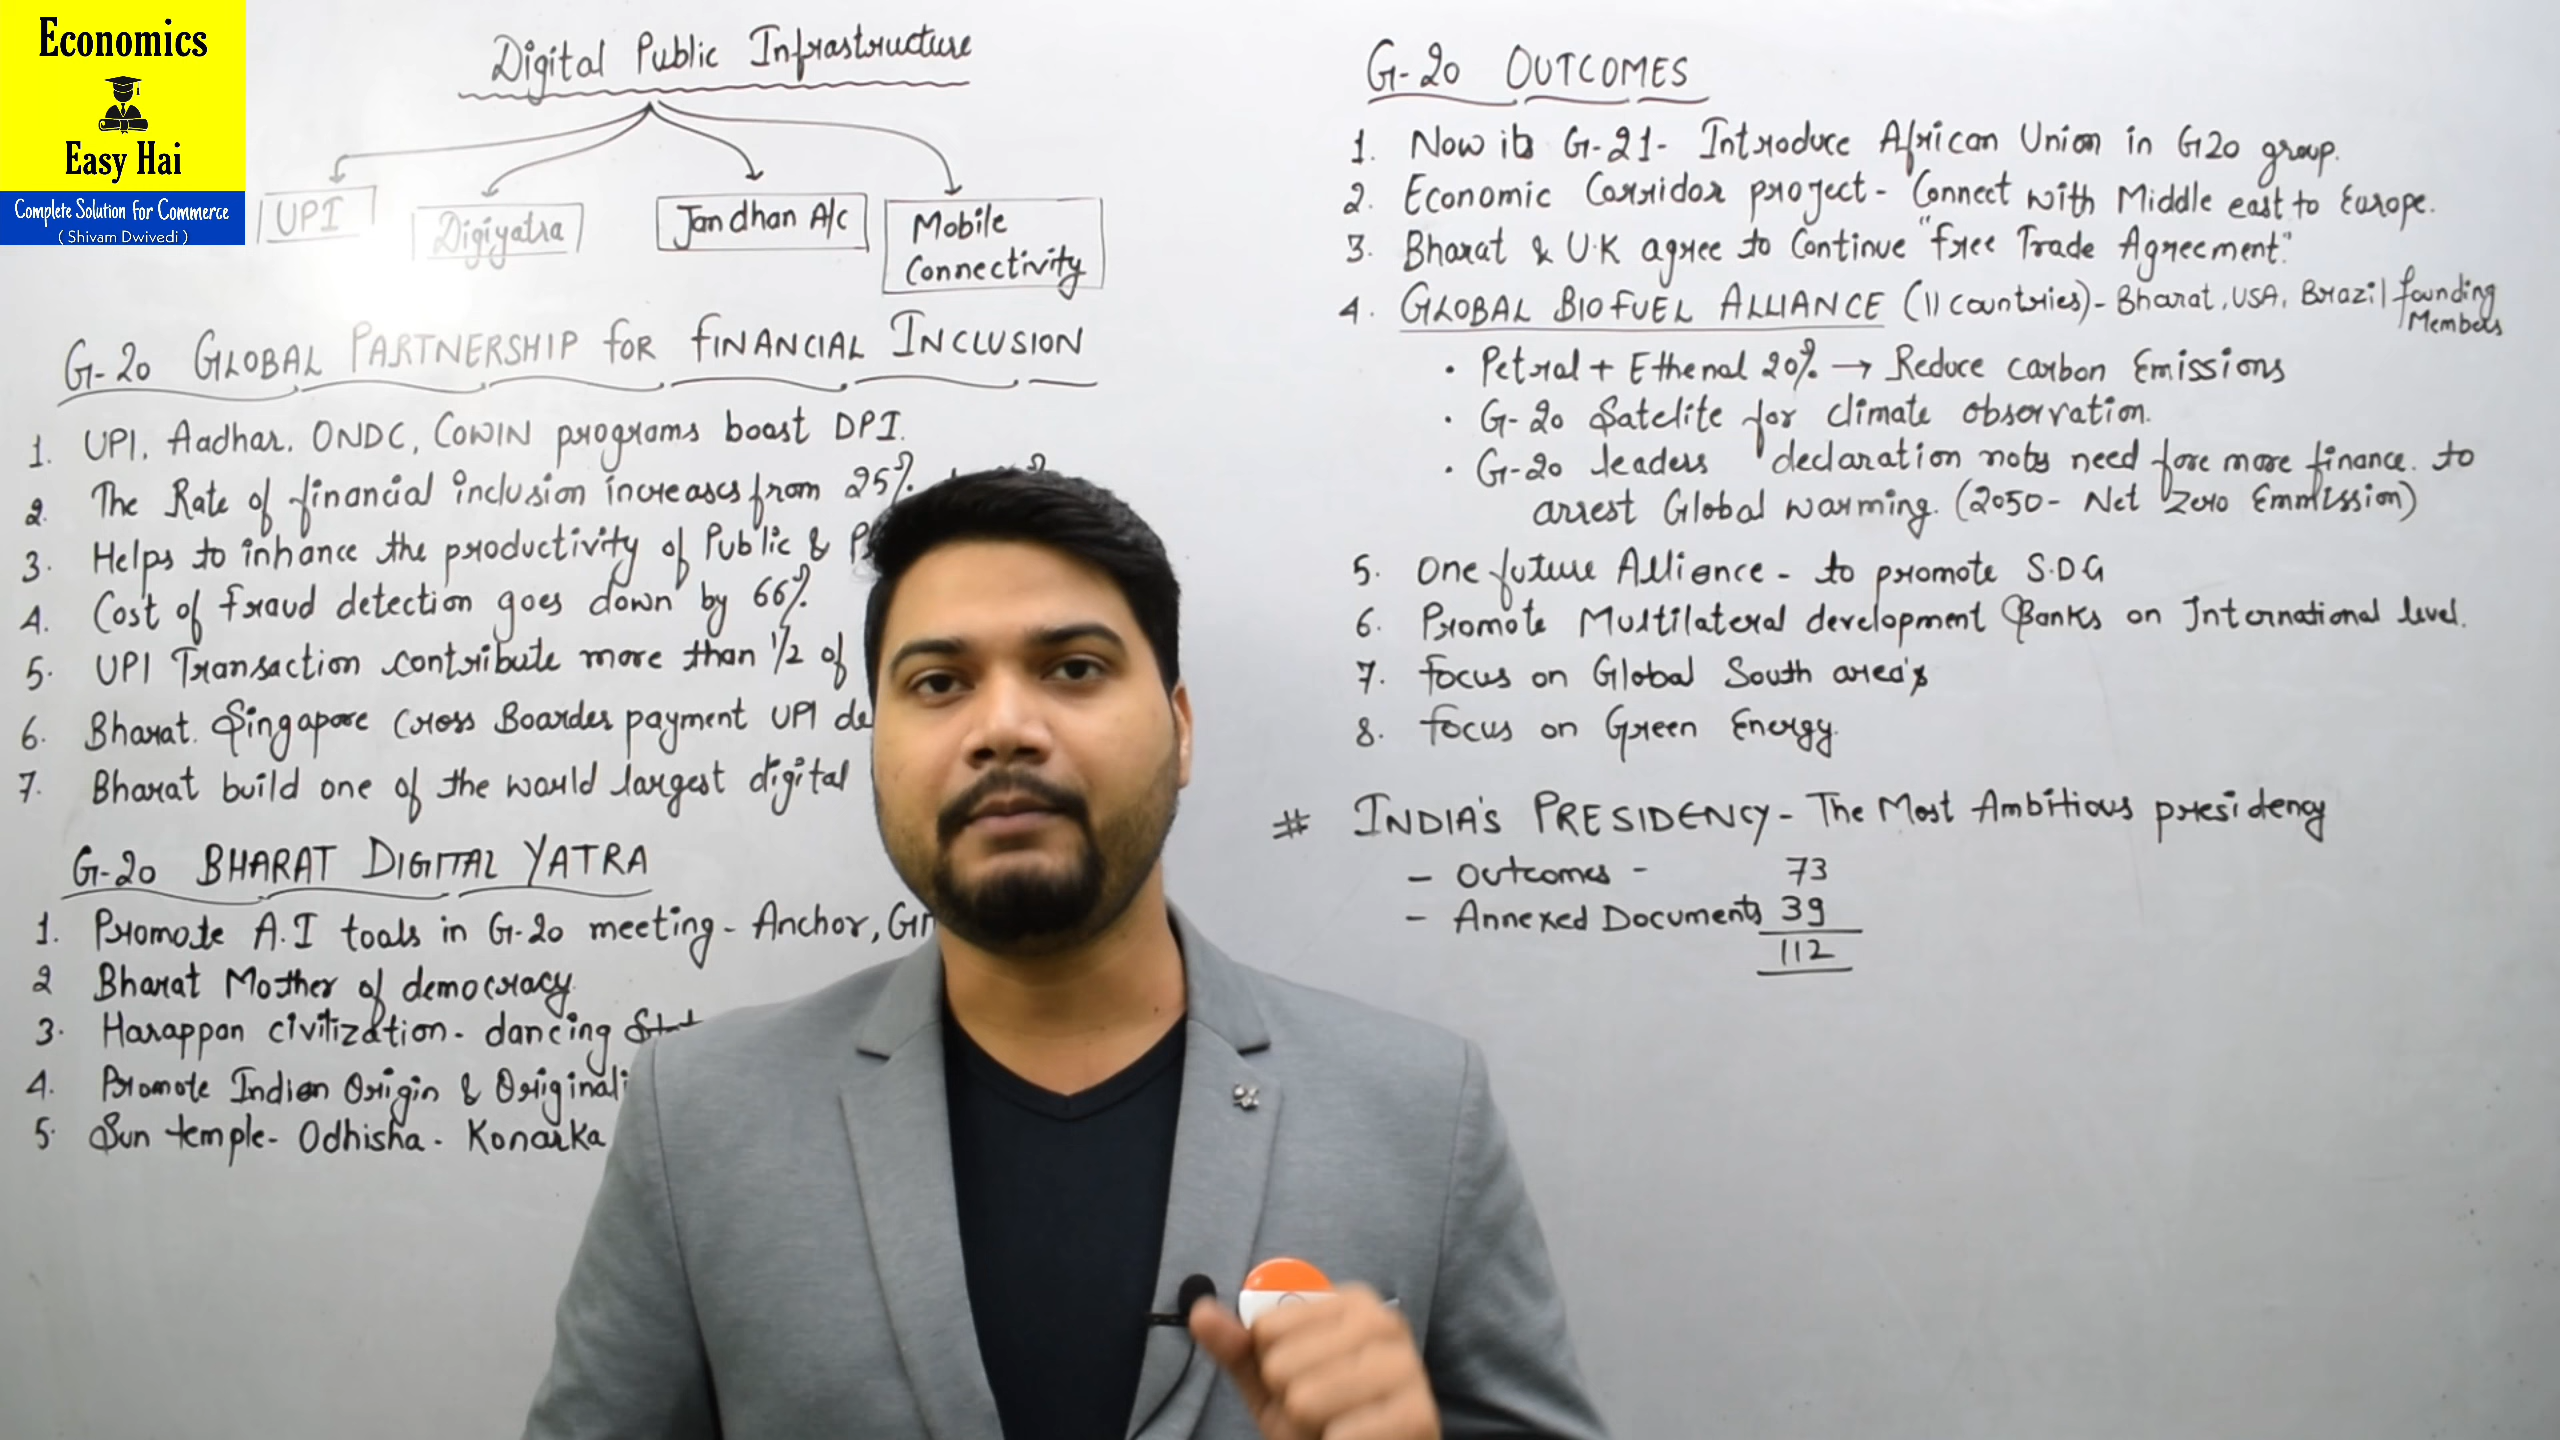 Economics
Easy Hai
Complete Solution for Commerce
( Shivam Dwivedi )
Digital Public Infrastructure
UPI
Digiyatra
Jandhan A/c
Mobile
Connectivity
G-20 GLOBAL PARTNERSHIP FOR FINANCIAL INCLUSION
1. UPI, Aadhar, ONDC, COWIN programs boost DPI.
2. The Rate of financial inclusion increases from 25%
3. Helps to inhance the productivity of Public &
4. Cost of fraud detection goes down by 66%
5. UPI Transaction contribute more than 1/2 of
6. Bharat. Singapore Cross Boarder payment UPI
7. Bharat build one of the world largest digital
G-20 BHARAT DIGITAL YATRA
1. Promote A.I tools in G-20 meeting - Anchor,
2 Bharat Mother of democracy
3. Harappan civilization - dancing
4. Promote Indian Origin &
5. Sun temple - Odhisha - Konarka
G-20 OUTCOMES
1. Now its G-21 - Introduce African Union in G20 group.
2. Economic Corridor project - Connect with Middle east to Europe.
3. Bharat & U.K agree to Continue "Free Trade Agreement."
4. GLOBAL BIOFUEL ALLIANCE (11 countries) - Bharat, USA, Brazil founding
Members
• Petrol + Ethenal 20% → Reduce carbon Emissions
• G-20 Satelite for climate observation.
• G-20 leaders declaration notes need fore more finance. to
arrest Global warming. (2050 - Net Zero Emmission)
5. One future Alliance - to promote S.D.G
6. Promote Multilateral development Banks on International level.
7. Focus on Global South area's
8. Focus on Green Energy.
# INDIA'S PRESIDENCY - The Most Ambitious presidency
- Outcomes - 73
- Annexed Documents 39
112